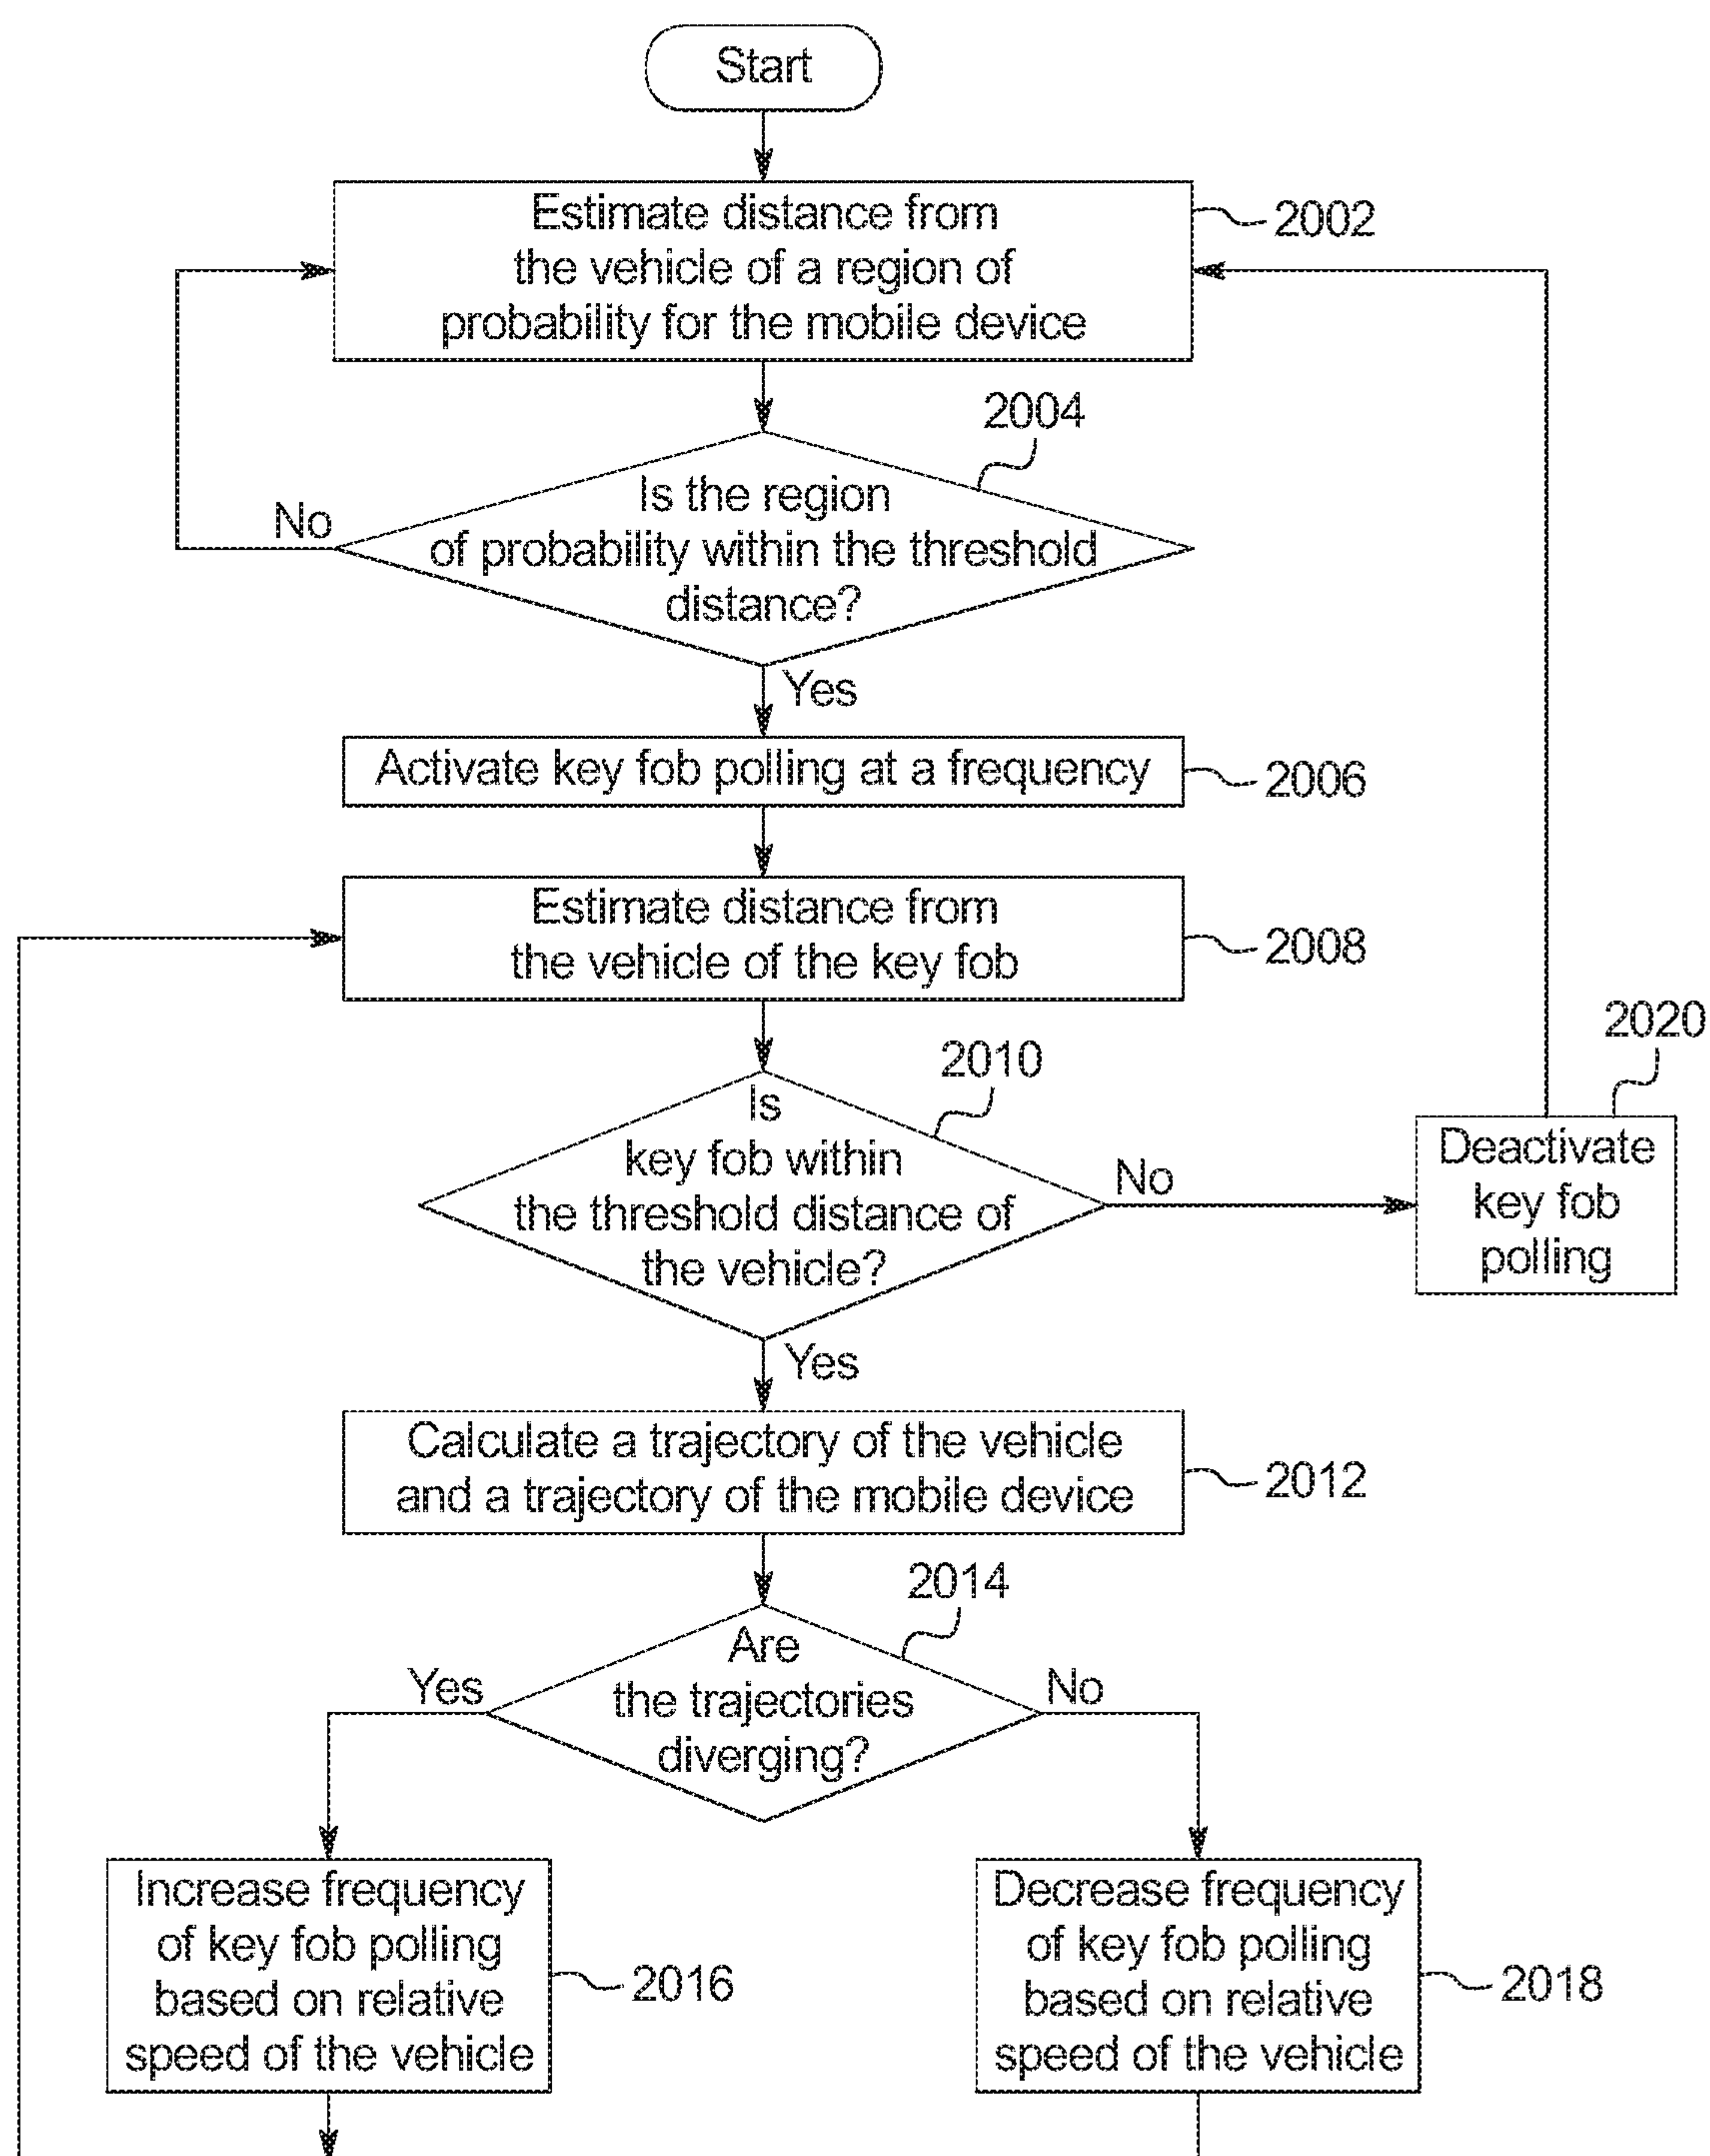 Start
Estimate distance from
the vehicle of a region of
probability for the mobile device
2002
2004
Is the region
of probability within the threshold
distance?
No
Yes
Activate key fob polling at a frequency
2006
Estimate distance from
the vehicle of the key fob
2008
2010
Is
key fob within
the threshold distance of
the vehicle?
No
2020
Deactivate
key fob
polling
Yes
Calculate a trajectory of the vehicle
and a trajectory of the mobile device
2012
2014
Are
the trajectories
diverging?
Yes
No
Increase frequency
of key fob polling
based on relative
speed of the vehicle
2016
Decrease frequency
of key fob polling
based on relative
speed of the vehicle
2018